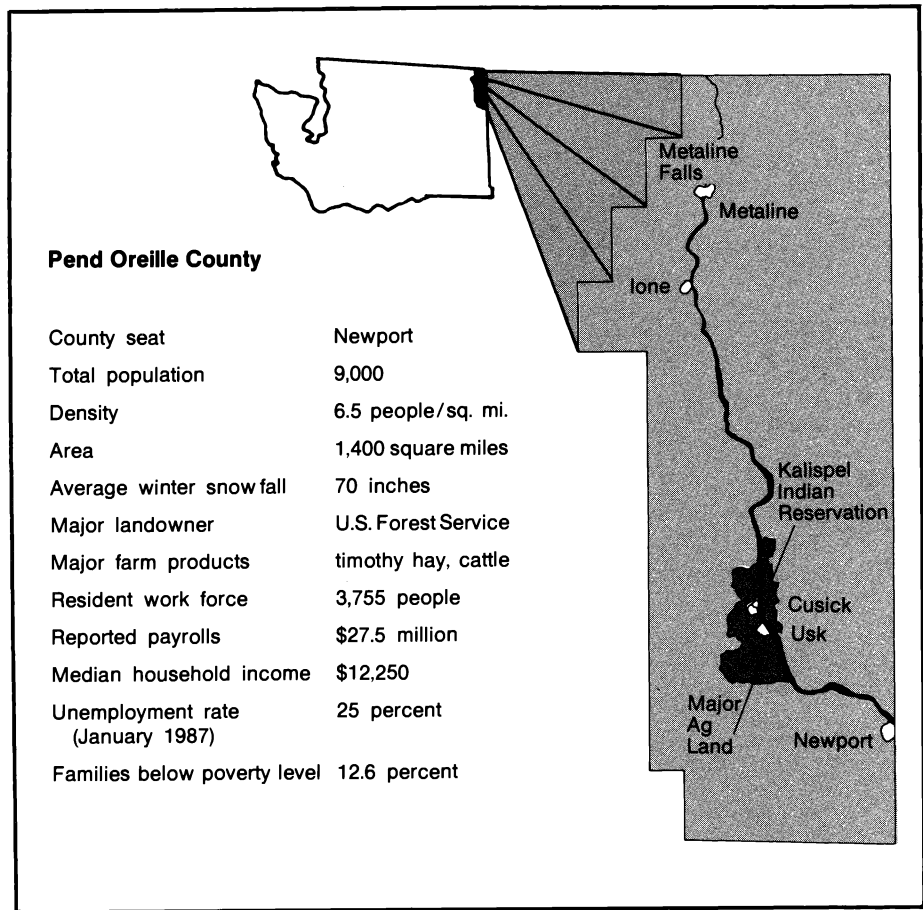 Pend Oreille County
County seat Newport
Total population 9,000
Density 6.5 people/sq. mi.
Area 1,400 square miles
Average winter snowfall 70 inches
Major landowner U.S. Forest Service
Major farm products timothy hay, cattle
Resident work force 3,755 people
Reported payrolls $27.5 million
Median household income $12,250
Unemployment rate 25 percent
(January 1987)
Families below poverty level 12.6 percent
Metaline
Falls
Metaline
Ione
Kalispel
Indian
Reservation
Cusick
Usk
Major
Ag
Land
Newport